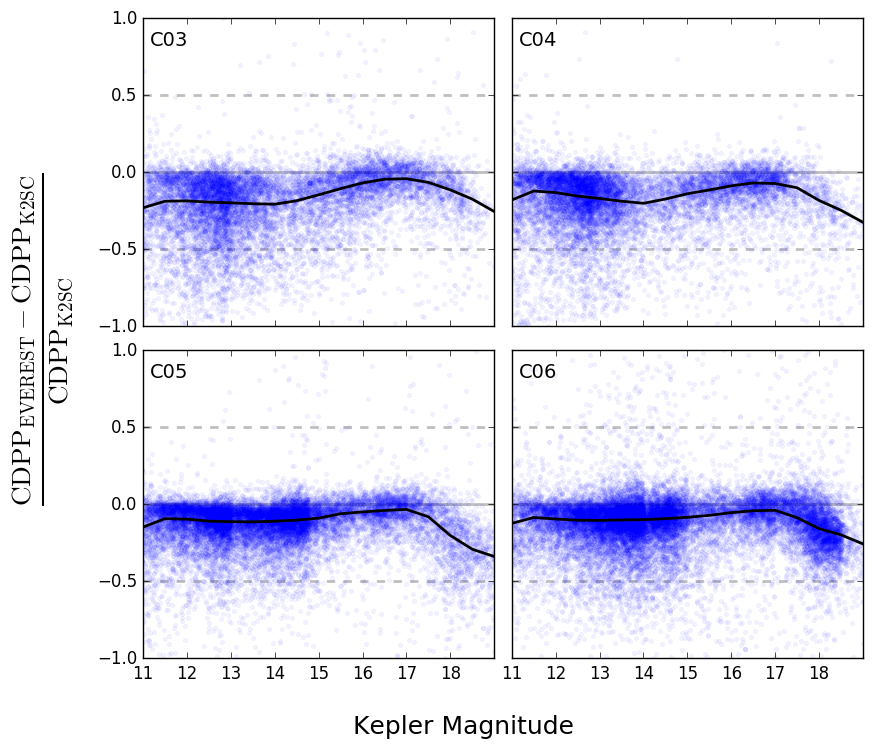 C03
C04
1.0
0.5
0.0
−0.5
−1.0
C05
C06
1.0
0.5
0.0
−0.5
−1.0
11 12 13 14 15 16 17 18
11 12 13 14 15 16 17 18
Kepler Magnitude
CDPP_EVEREST − CDPP_K2SC
CDPP_K2SC